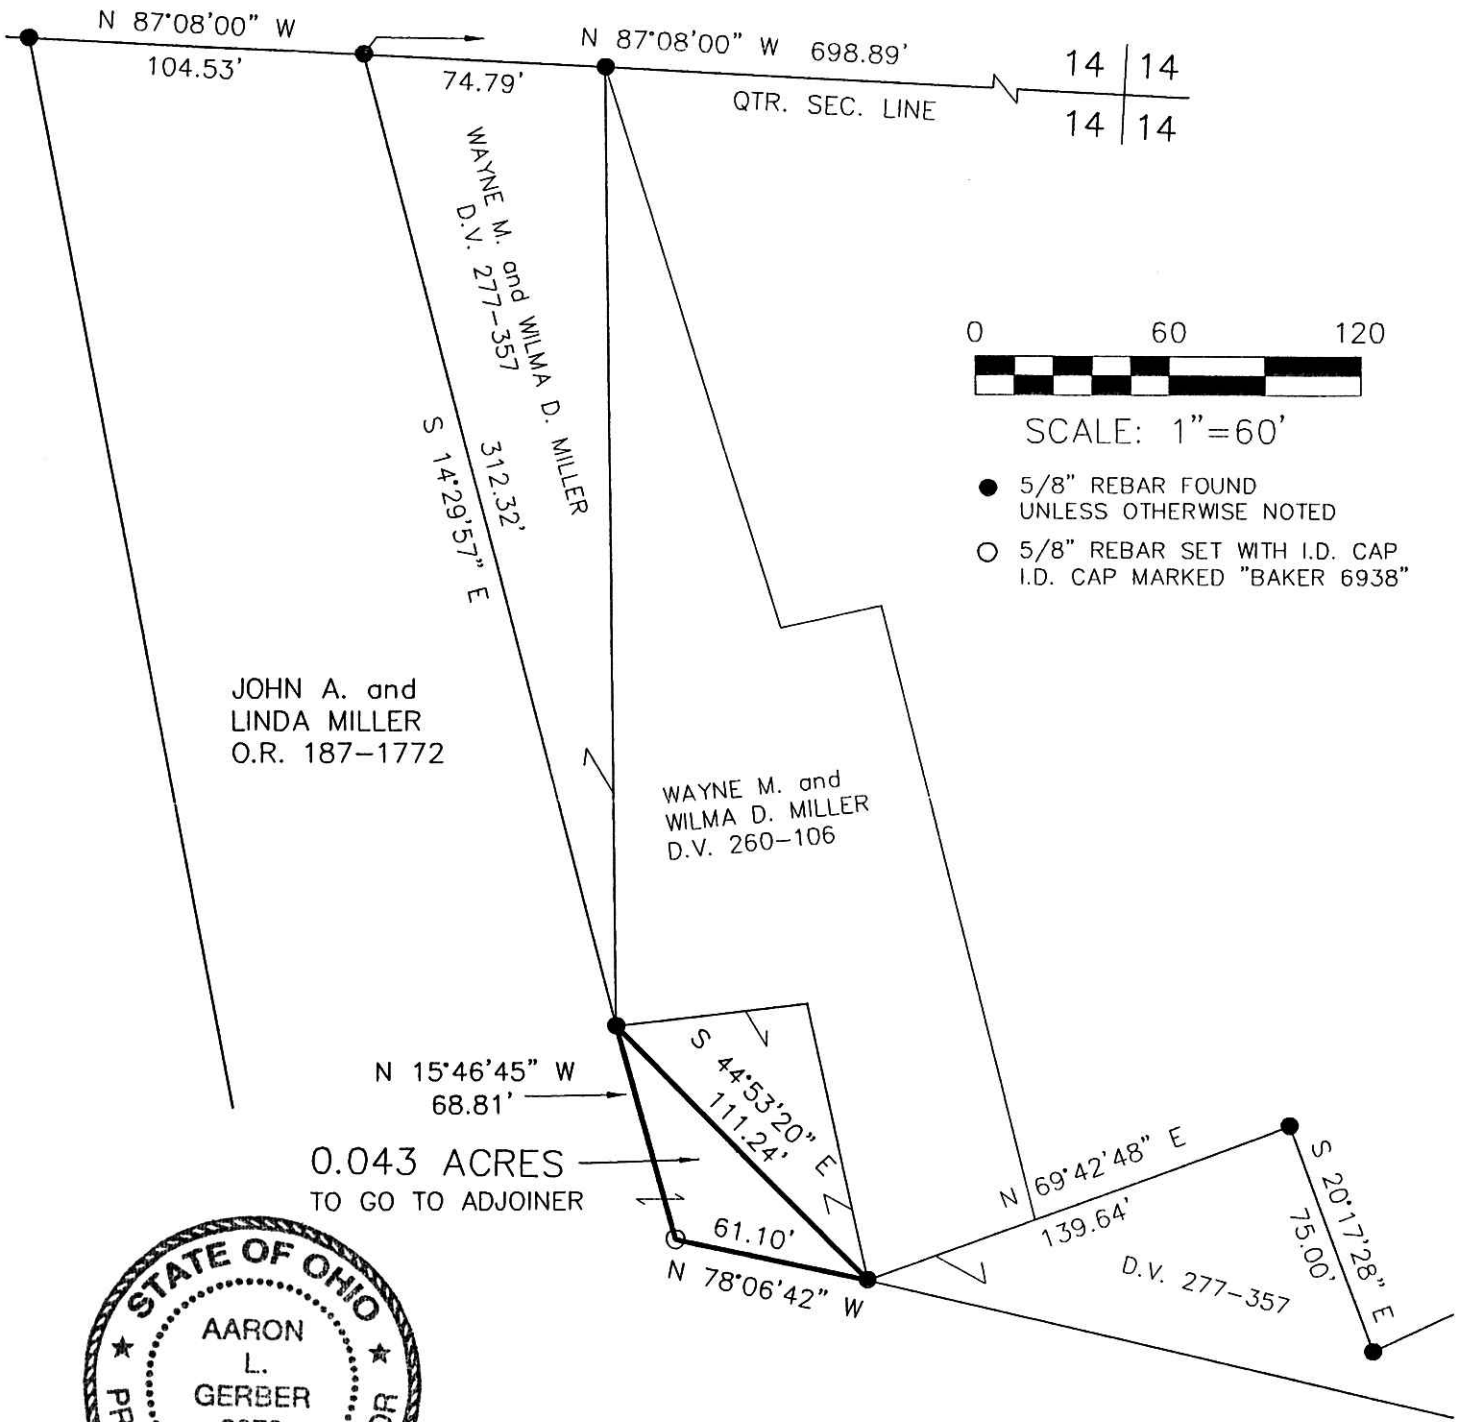 N 87°08'00" W
104.53'
74.79'
N 87°08'00" W 698.89'
QTR. SEC. LINE
14 14
14 14
WAYNE M. and WILMA D. MILLER
D.V. 277-357
312.32'
S 14°29'57" E
0 60 120
SCALE: 1"=60'
5/8" REBAR FOUND
UNLESS OTHERWISE NOTED
5/8" REBAR SET WITH I.D. CAP
I.D. CAP MARKED "BAKER 6938"
JOHN A. and
LINDA MILLER
O.R. 187-1772
WAYNE M. and
WILMA D. MILLER
D.V. 260-106
N 15°46'45" W
68.81'
S 44°53'20" E
111.24'
0.043 ACRES
TO GO TO ADJOINER
61.10'
N 78°06'42" W
N 69°42'48" E
139.64'
S 20°17'28" E
75.00'
D.V. 277-357
STATE OF OHIO
AARON
L.
GERBER